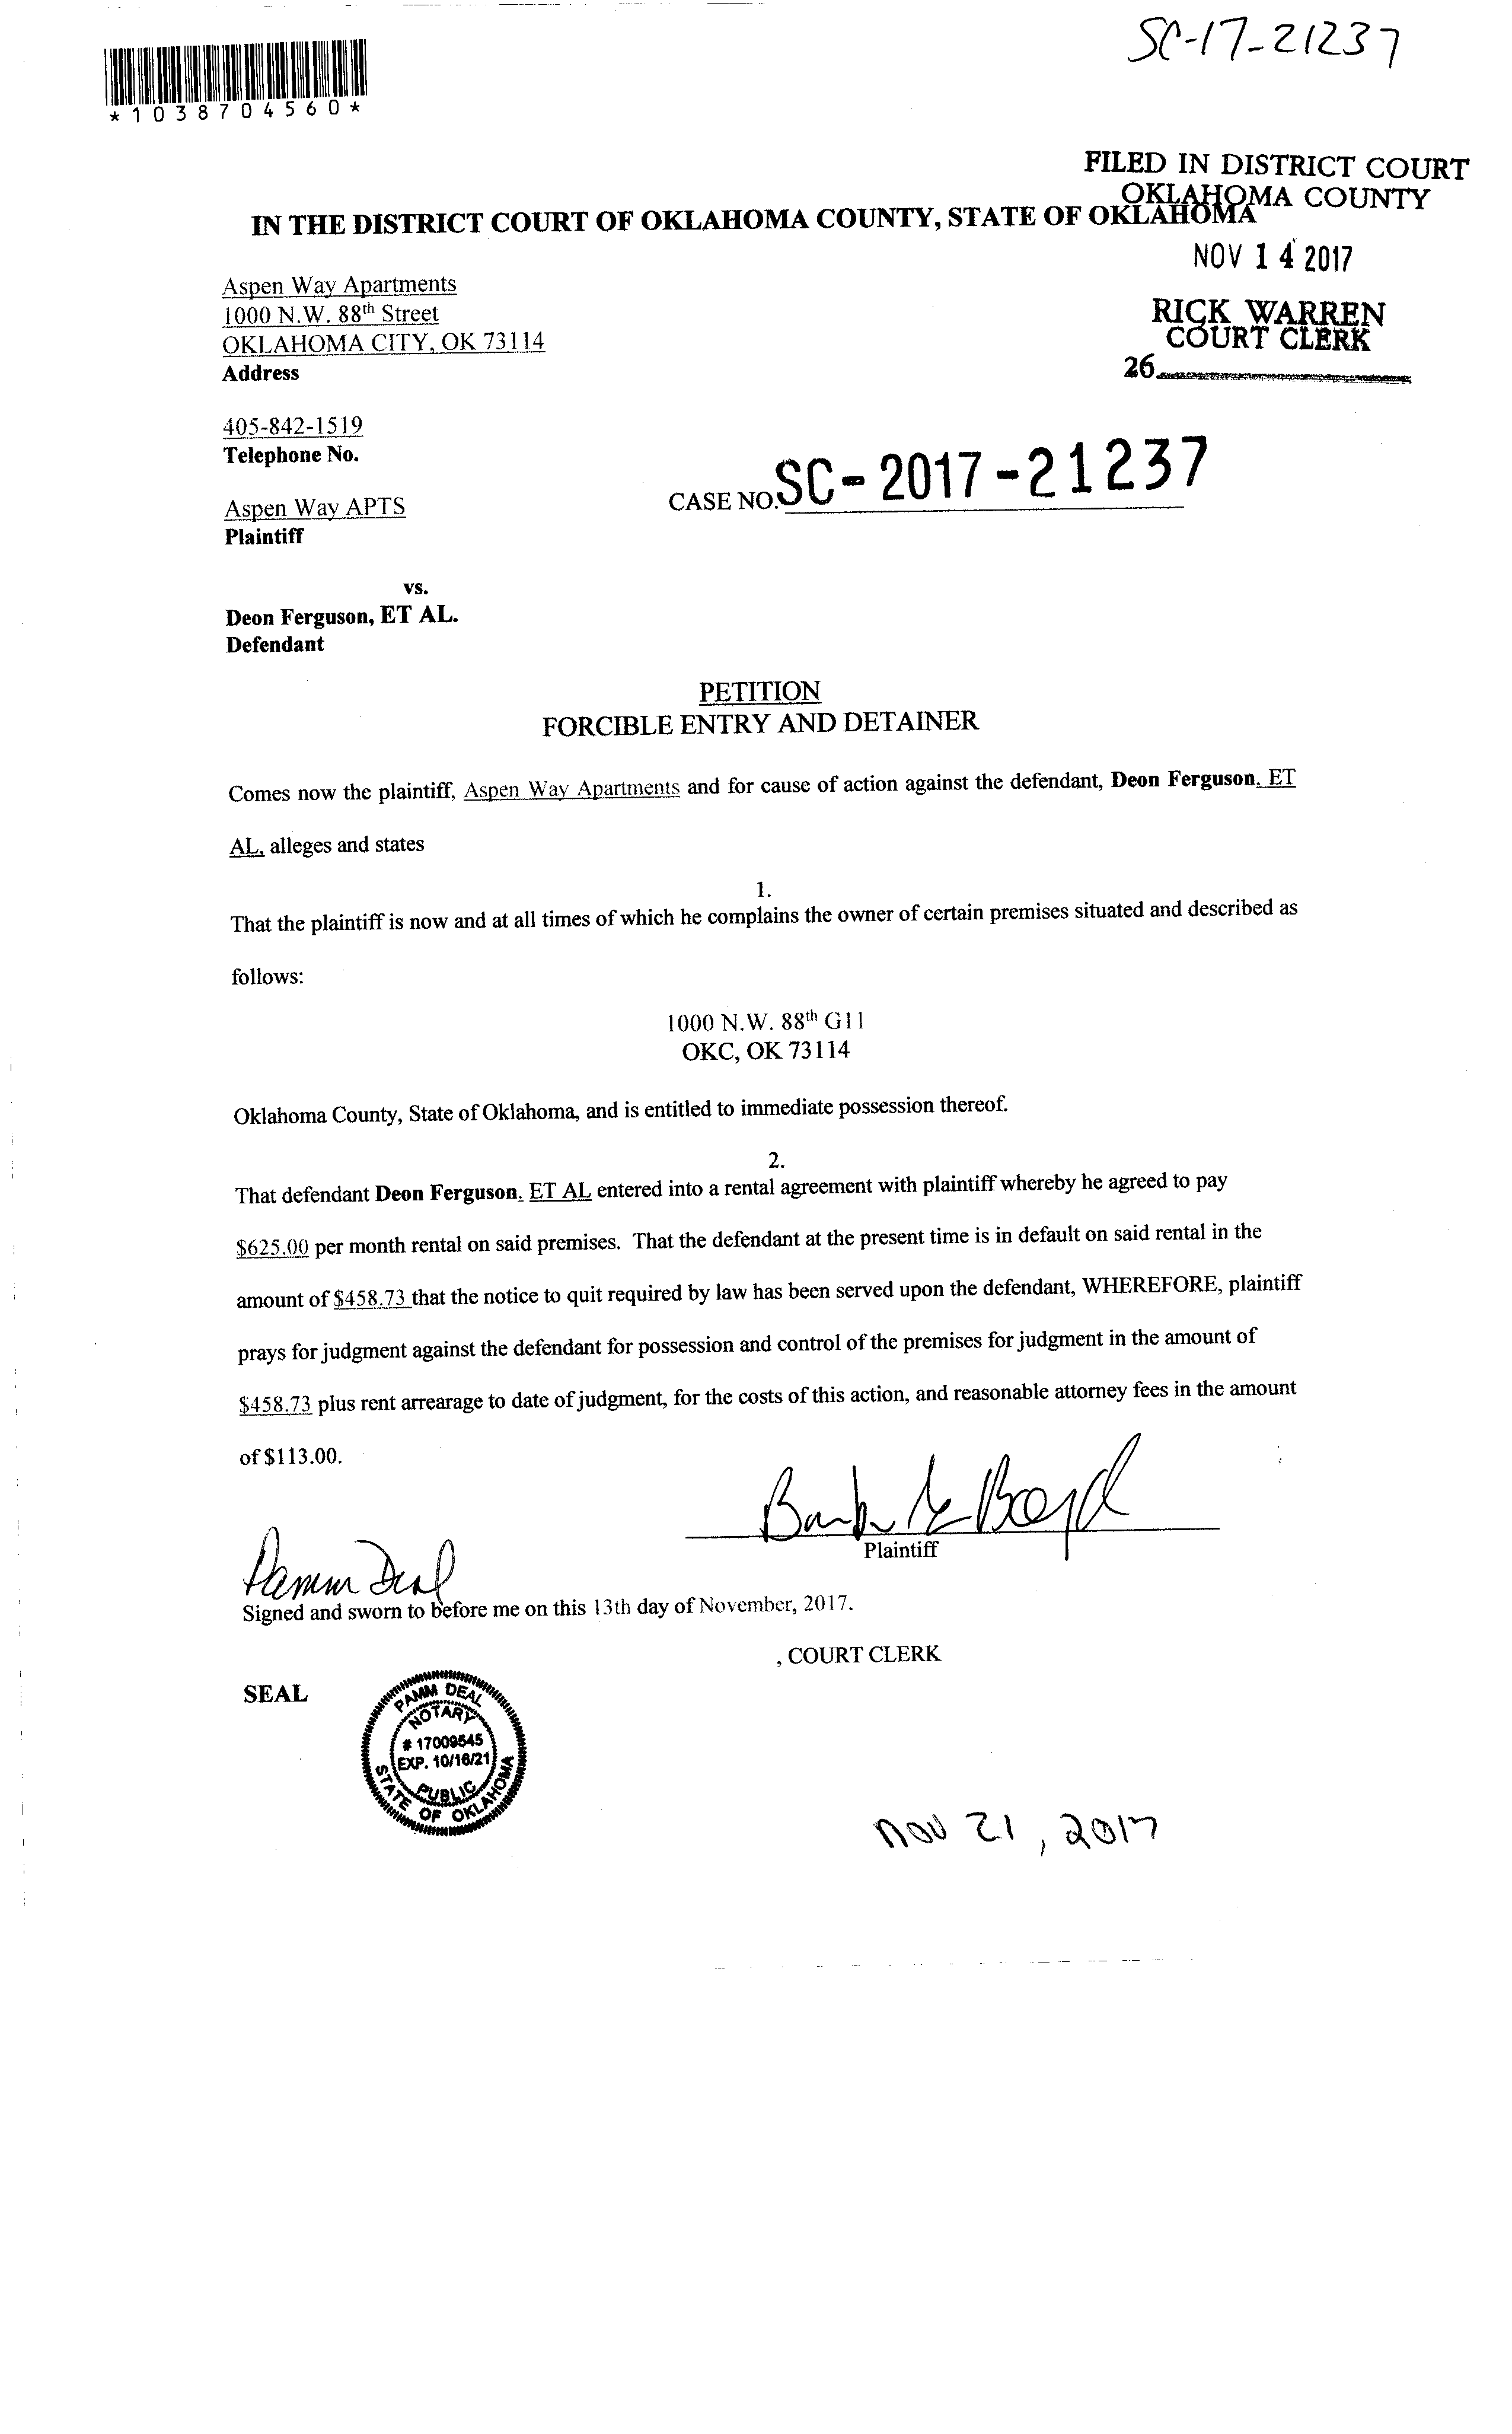 SC-17-21237
*1038704560*
FILED IN DISTRICT COURT
OKLAHOMA COUNTY
IN THE DISTRICT COURT OF OKLAHOMA COUNTY, STATE OF OKLAHOMA
NOV 14 2017
RICK WARREN
COURT CLERK
26
Aspen Way Apartments
1000 N.W. 88th Street
OKLAHOMA CITY, OK 73114
Address
405-842-1519
Telephone No.
CASE NO. SC-2017-21237
Aspen Way APTS
Plaintiff
vs.
Deon Ferguson, ET AL.
Defendant
PETITION
FORCIBLE ENTRY AND DETAINER
Comes now the plaintiff, Aspen Way Apartments and for cause of action against the defendant, Deon Ferguson, ET
AL, alleges and states
1.
That the plaintiff is now and at all times of which he complains the owner of certain premises situated and described as
follows:
1000 N.W. 88th G11
OKC, OK 73114
Oklahoma County, State of Oklahoma, and is entitled to immediate possession thereof.
2.
That defendant Deon Ferguson, ET AL entered into a rental agreement with plaintiff whereby he agreed to pay
$625.00 per month rental on said premises. That the defendant at the present time is in default on said rental in the
amount of $458.73 that the notice to quit required by law has been served upon the defendant, WHEREFORE, plaintiff
prays for judgment against the defendant for possession and control of the premises for judgment in the amount of
$458.73 plus rent arrearage to date of judgment, for the costs of this action, and reasonable attorney fees in the amount
of $113.00.
Boyd
Plaintiff
Pamm Deal
Signed and sworn to before me on this 13th day of November, 2017.
, COURT CLERK
SEAL
PAMM DEAL
NOTARY
# 17009545
EXP. 10/16/21
PUBLIC
STATE OF OKLAHOMA
Nov 21, 2017